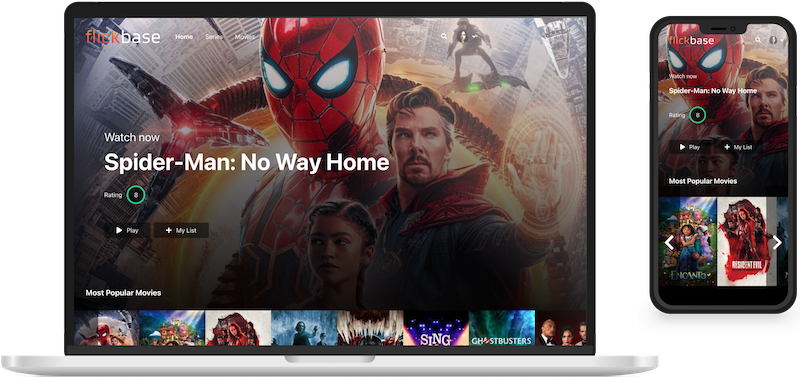 flickbase Home Series Movies
Watch now
Spider-Man: No Way Home
Rating 8
Play My List
Most Popular Movies
SING
GHOSTBUSTERS
flickbase
Watch now
Spider-Man: No Way Home
Rating 8
Play My List
Most Popular Movies
ENCANTO
RESIDENT EVIL